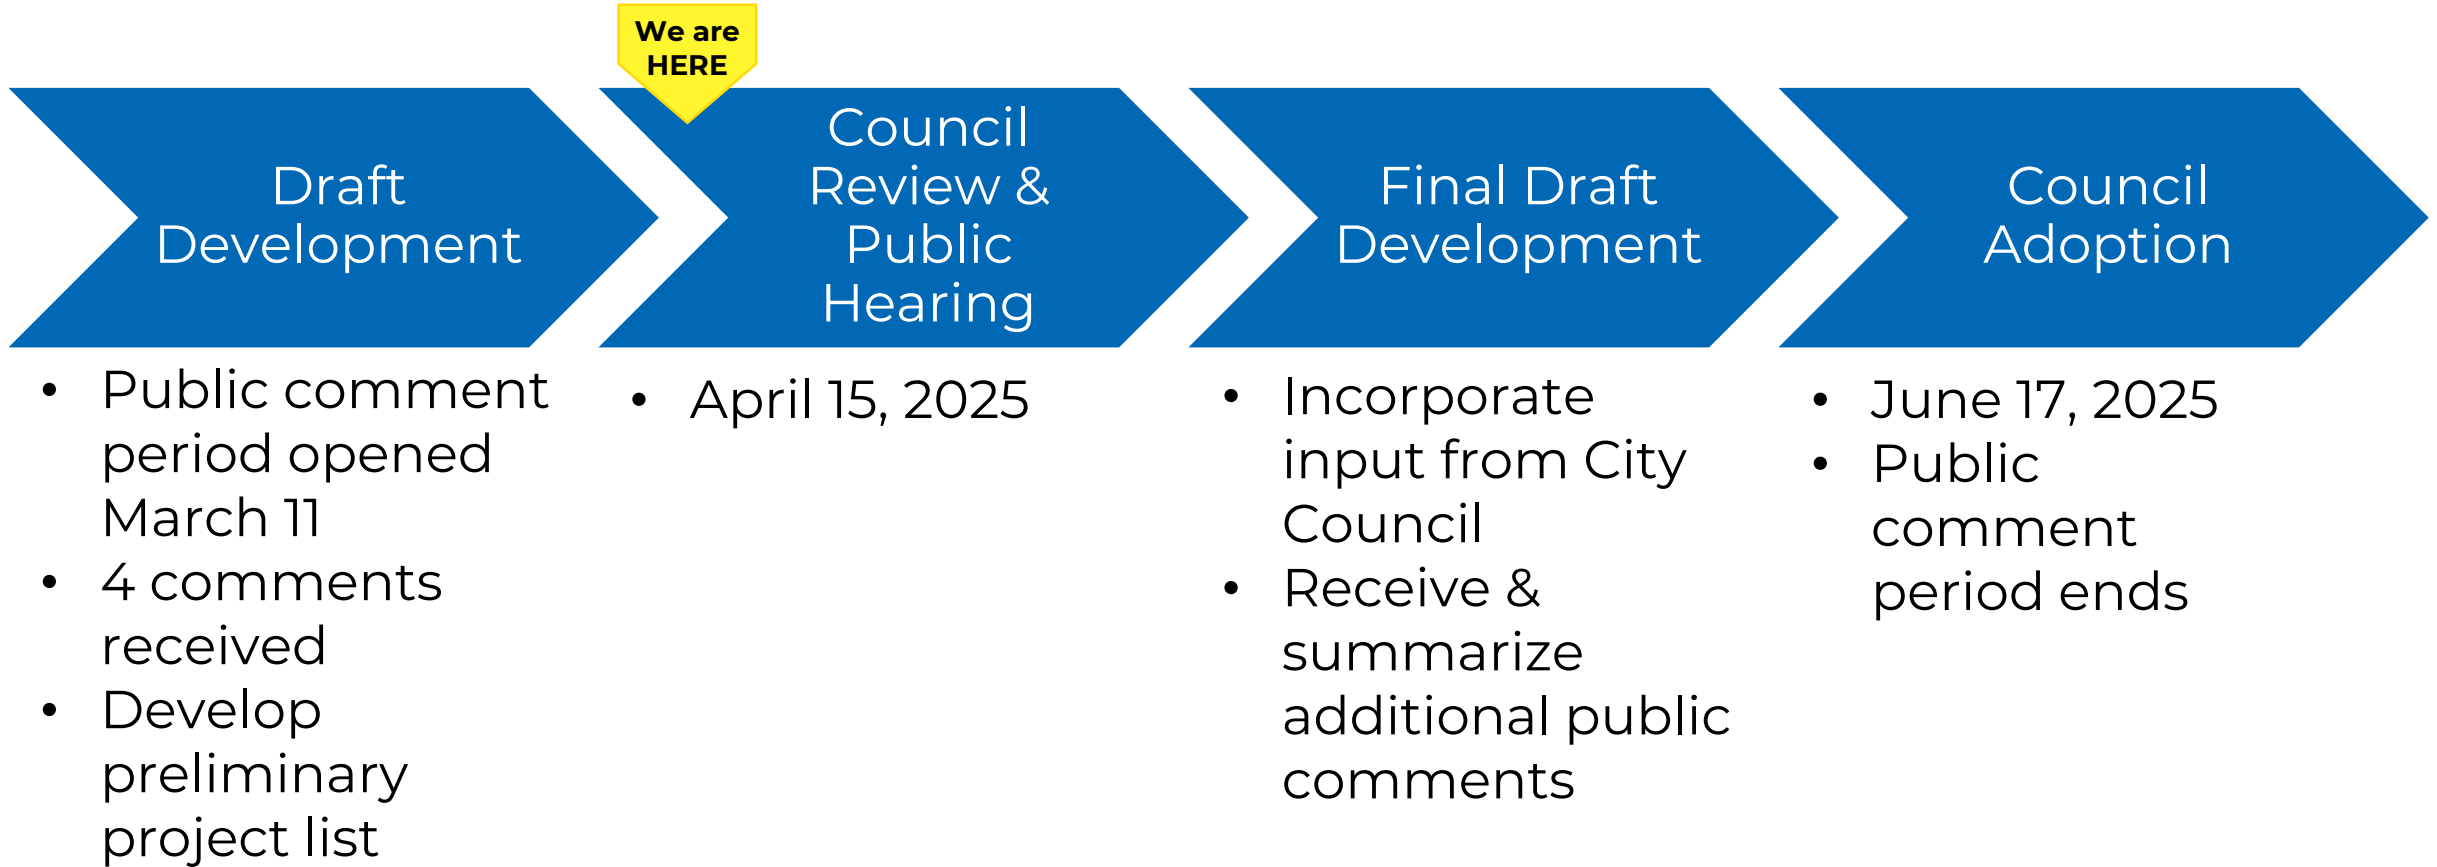 We are
HERE
Draft
Development
Council
Review &
Public
Hearing
Final Draft
Development
Council
Adoption
• Public comment
period opened
March 11
• 4 comments
received
• Develop
preliminary
project list
• April 15, 2025
• Incorporate
input from City
Council
• Receive &
summarize
additional public
comments
• June 17, 2025
• Public
comment
period ends